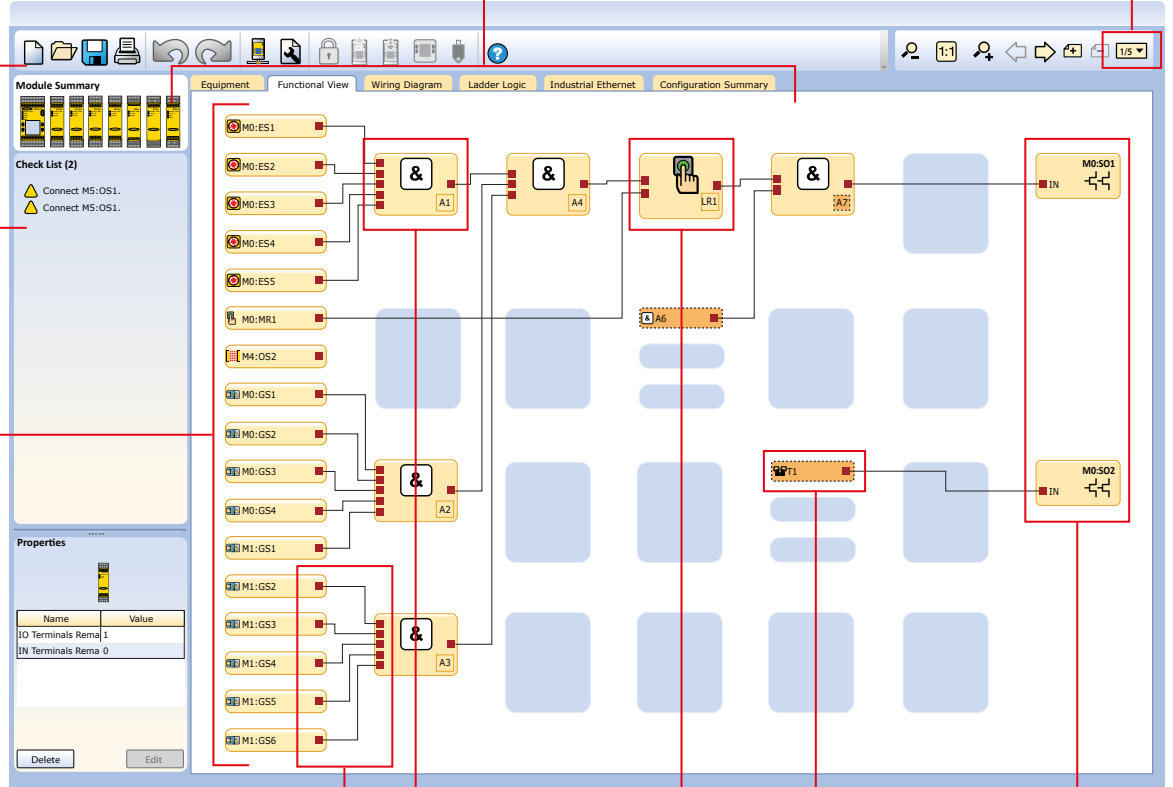 1:1
1/5
Module Summary
Equipment
Functional View
Wiring Diagram
Ladder Logic
Industrial Ethernet
Configuration Summary
Check List (2)
Connect M5:OS1.
Connect M5:OS1.
M0:ES1
M0:ES2
M0:ES3
M0:ES4
M0:ES5
M0:MR1
M4:OS2
M0:GS1
M0:GS2
M0:GS3
M0:GS4
M1:GS1
M1:GS2
M1:GS3
M1:GS4
M1:GS5
M1:GS6
&
A1
&
A2
&
A3
&
A4
LR1
& A6
&
A7
T1
M0:SO1
IN
M0:SO2
IN
Properties
Name Value
IO Terminals Rema 1
IN Terminals Rema 0
Delete
Edit